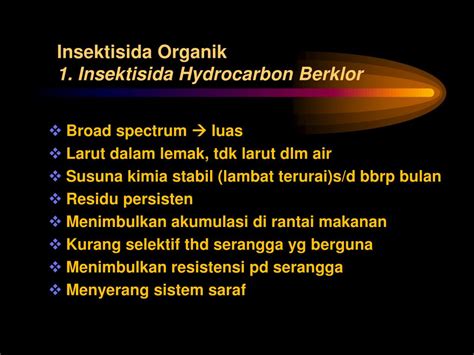 Insektisida Organik
1. Insektisida Hydrocarbon Berklor
❖ Broad spectrum → luas
❖ Larut dalam lemak, tdk larut dlm air
❖ Susuna kimia stabil (lambat terurai)s/d bbrp bulan
❖ Residu persisten
❖ Menimbulkan akumulasi di rantai makanan
❖ Kurang selektif thd serangga yg berguna
❖ Menimbulkan resistensi pd serangga
❖ Menyerang sistem saraf